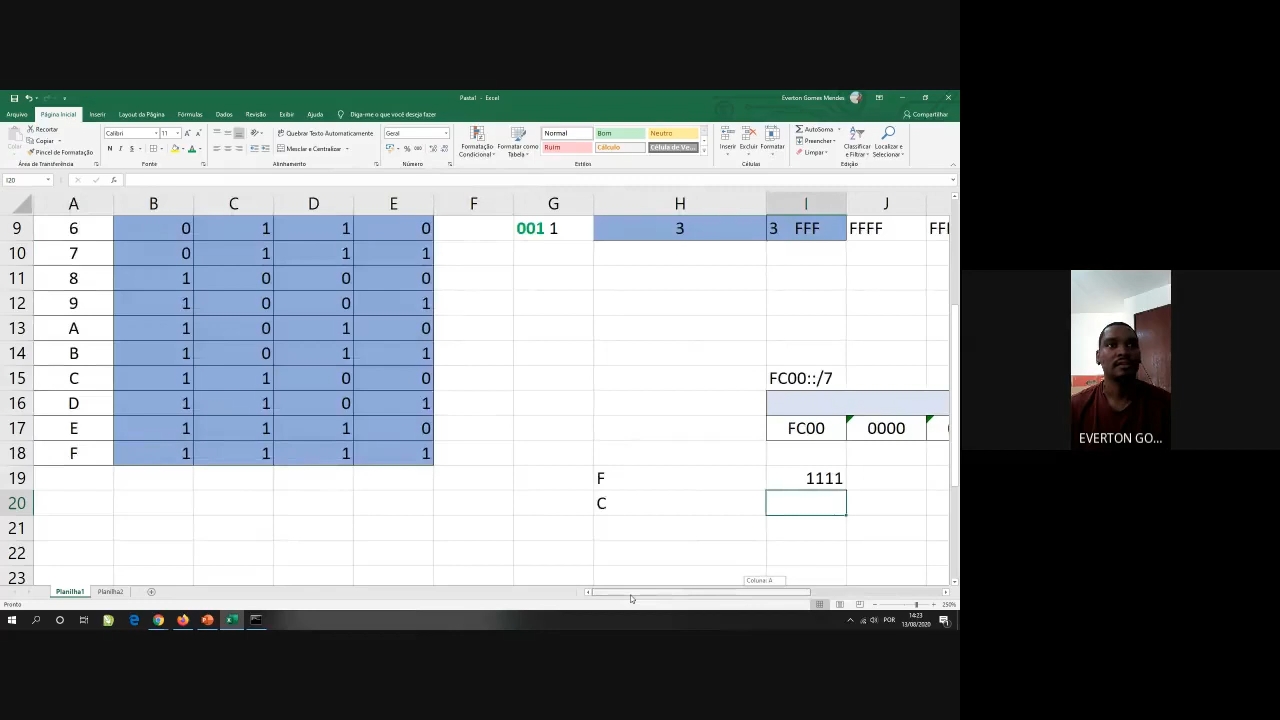 Pasta1 - Excel
Everton Gomes Mendes
Arquivo Página Inicial Inserir Layout da Página Fórmulas Dados Revisão Exibir Ajuda Diga-me o que você deseja fazer Compartilhar
Colar Recortar Copiar Pincel de Formatação
Calibri 11 N I S
Quebrar Texto Automaticamente
Mesclar e Centralizar
Geral
Formatação Condicional Formatar como Tabela
Normal Bom Neutro
Ruim Cálculo Célula de Ve...
Inserir Excluir Formatar
AutoSoma Preencher Limpar
Classificar e Filtrar Localizar e Selecionar
Área de Transferência Fonte Alinhamento Número Estilos Células Edição
I20 fx
A B C D E F G H I J
9 6 0 1 1 0 001 1 3 3 FFF FFFF
10 7 0 1 1 1
11 8 1 0 0 0
12 9 1 0 0 1
13 A 1 0 1 0
14 B 1 0 1 1
15 C 1 1 0 0 FC00::/7
16 D 1 1 0 1
17 E 1 1 1 0 FC00 0000
18 F 1 1 1 1
19 F 1111
20 C
21
22
23
Coluna: A
Planilha1 Planilha2
Pronto 250%
POR 14:23
13/08/2020
EVERTON GO...